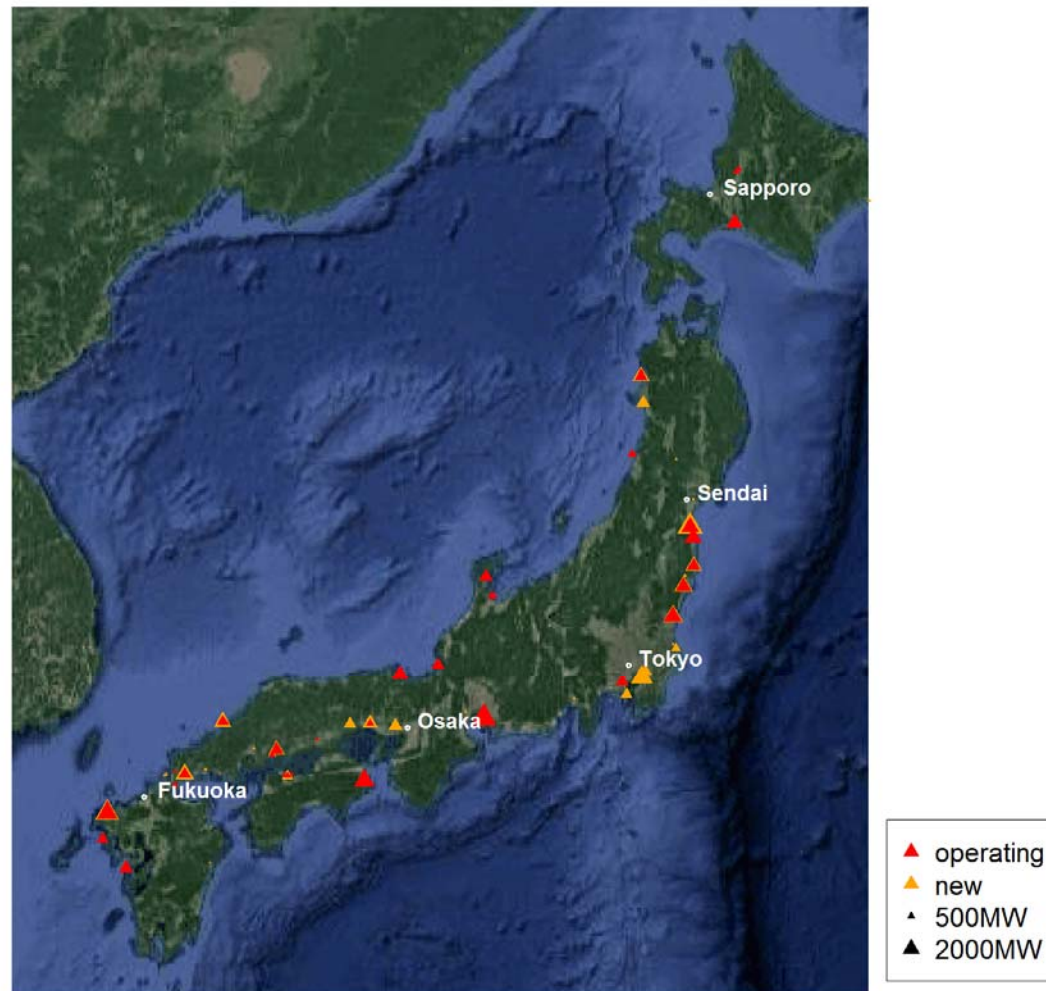 Sapporo
Sendai
Tokyo
Osaka
Fukuoka
operating
new
500MW
2000MW